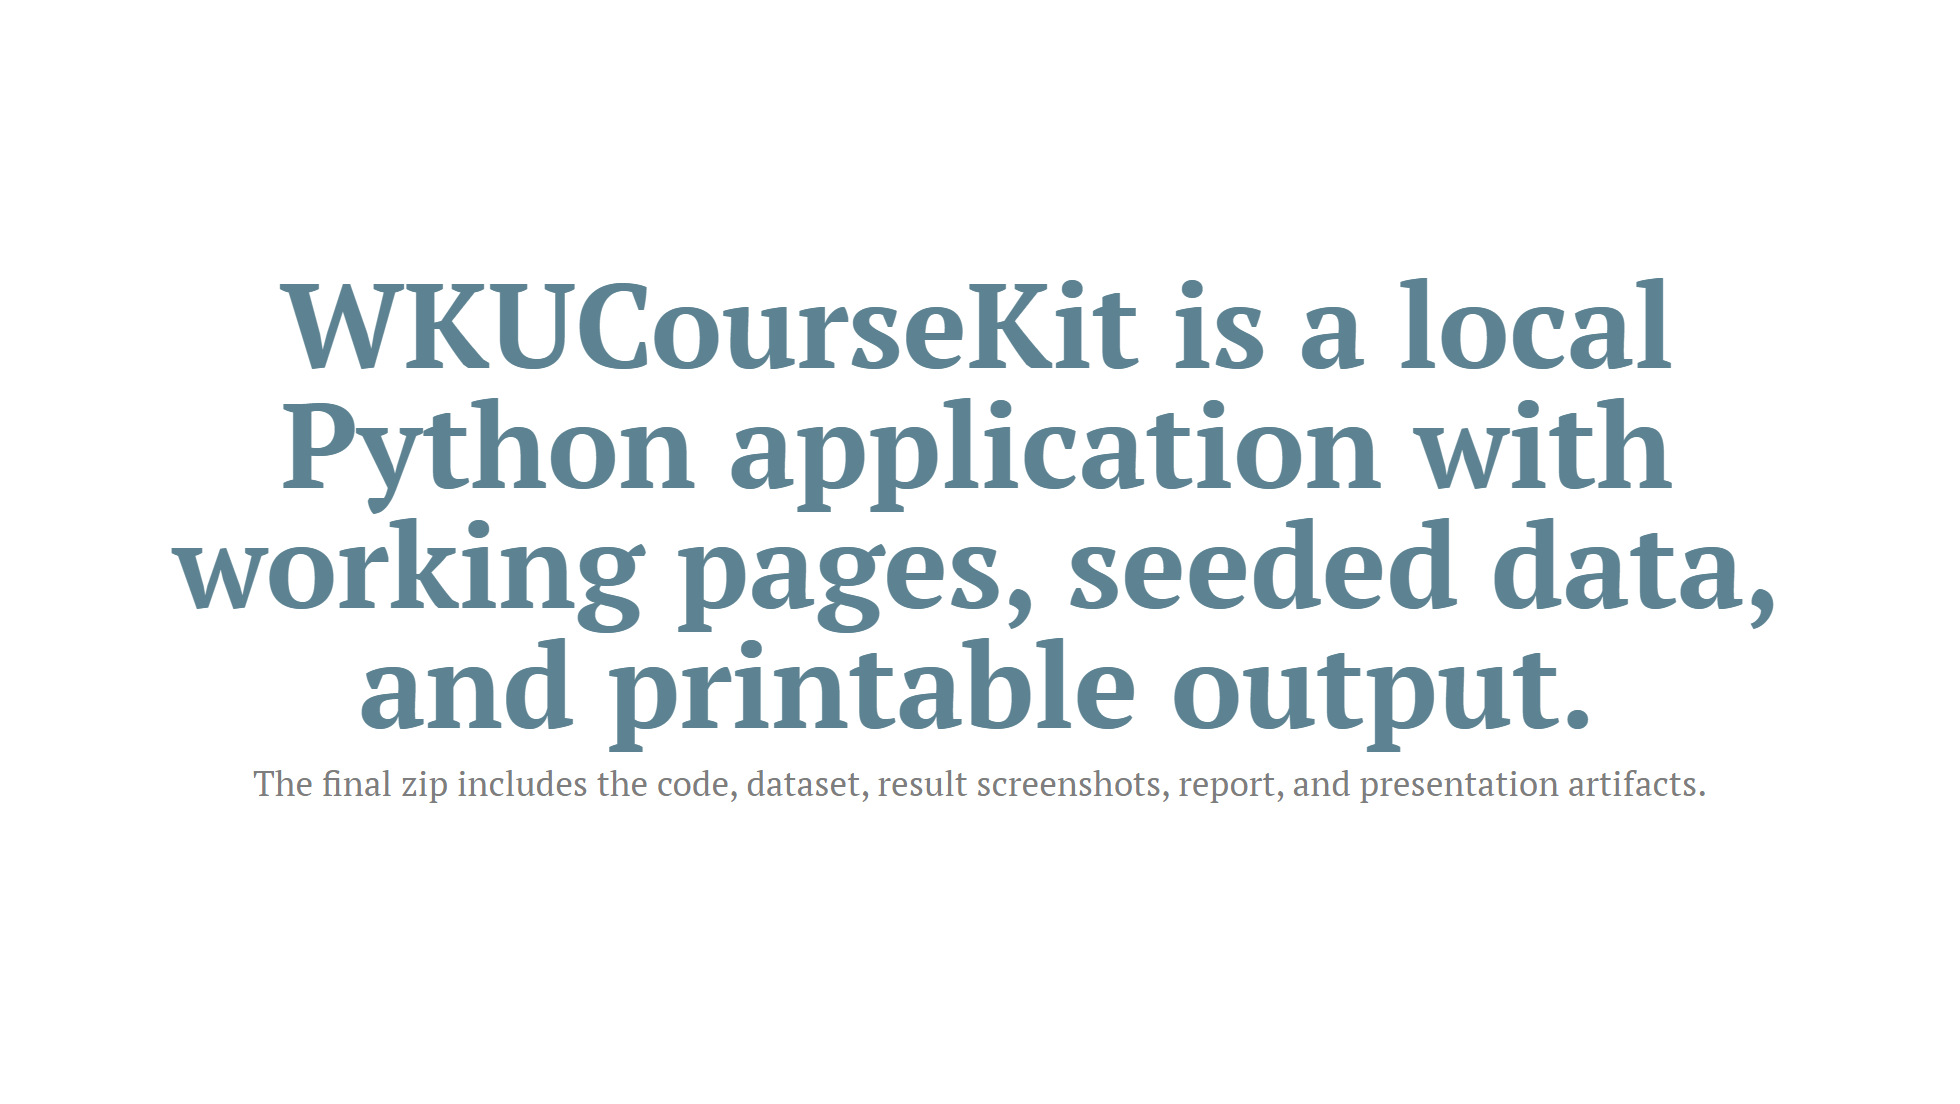 WKUCourseKit is a local
Python application with
working pages, seeded data,
and printable output.
The final zip includes the code, dataset, result screenshots, report, and presentation artifacts.